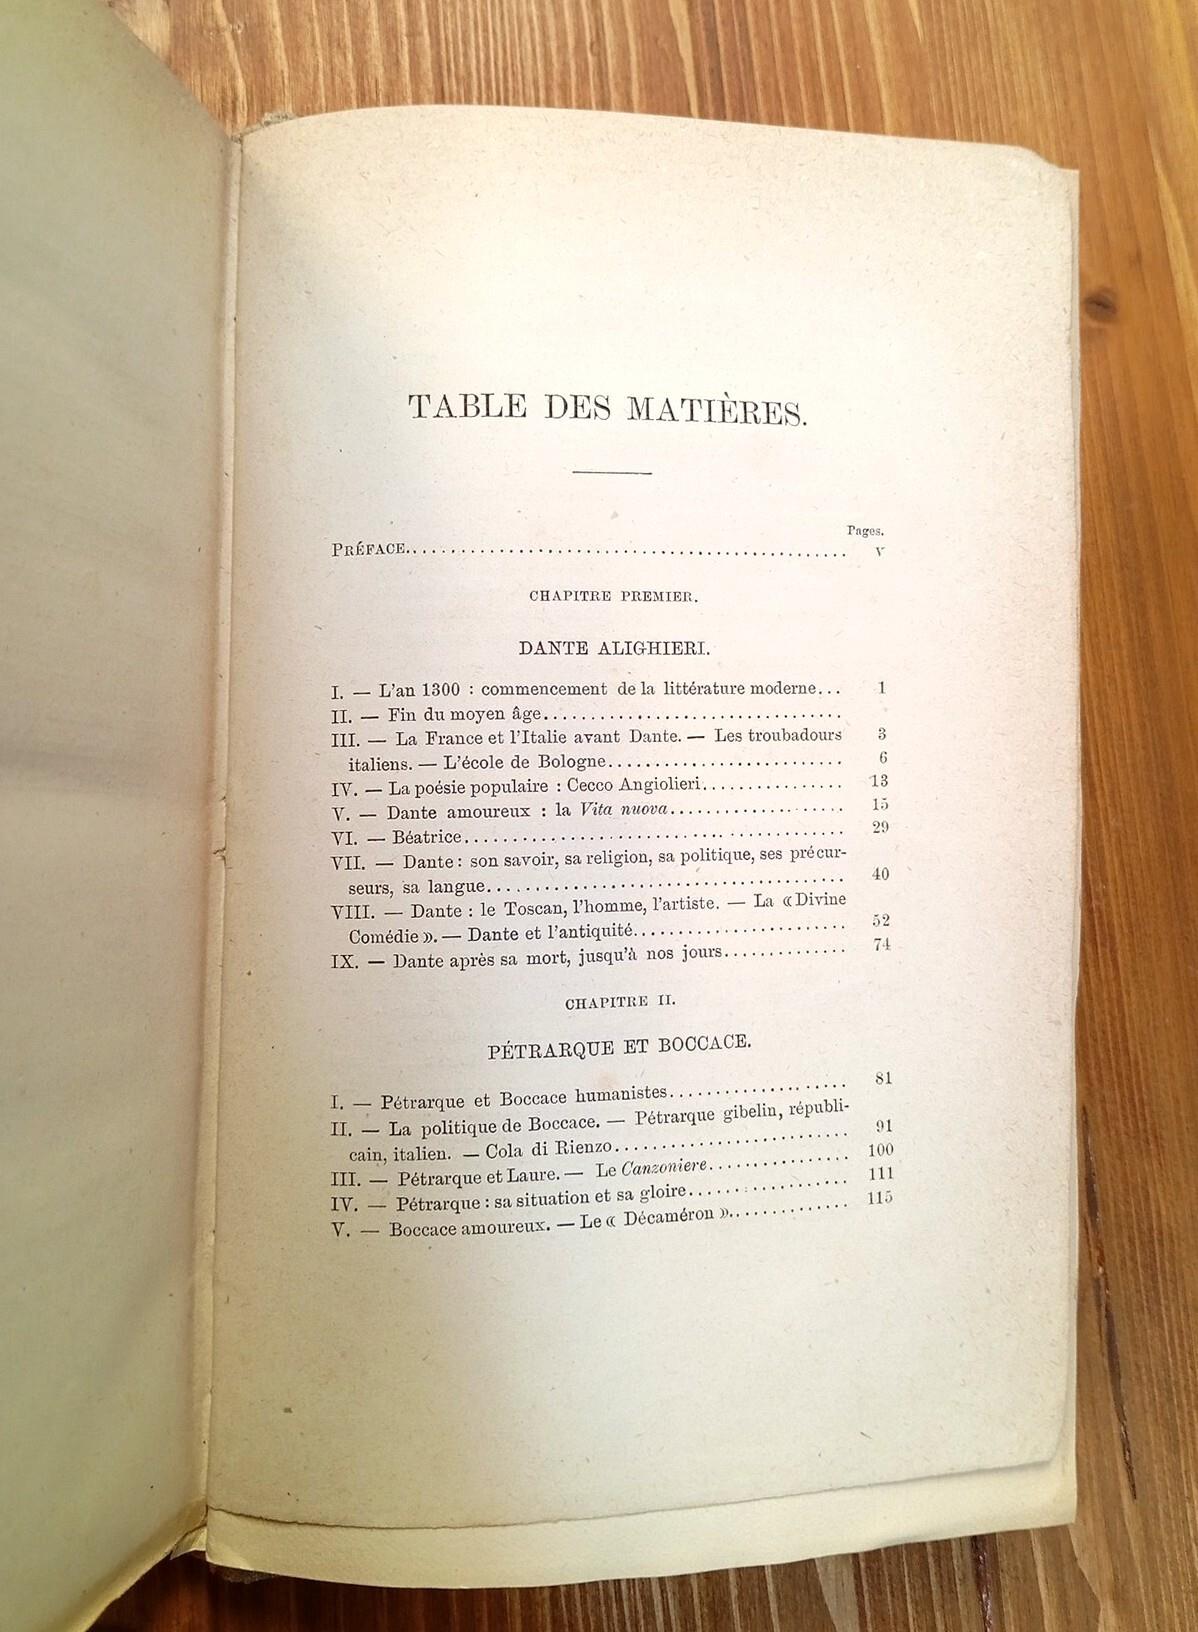 TABLE DES MATIÈRES.
Pages.
PRÉFACE................................................ V
CHAPITRE PREMIER.
DANTE ALIGHIERI.
I. — L'an 1300 : commencement de la littérature moderne... 1
II. — Fin du moyen âge................................
III. — La France et l'Italie avant Dante. — Les troubadours 3
italiens. — L'école de Bologne......................... 6
IV. — La poésie populaire : Cecco Angiolieri............... 13
V. — Dante amoureux : la Vita nuova................... 15
VI. — Béatrice........................................ 29
VII. — Dante : son savoir, sa religion, sa politique, ses précur-
seurs, sa langue...................................... 40
VIII. — Dante : le Toscan, l'homme, l'artiste. — La « Divine
Comédie ». — Dante et l'antiquité....................... 52
IX. — Dante après sa mort, jusqu'à nos jours............. 74
CHAPITRE II.
PÉTRARQUE ET BOCCACE.
I. — Pétrarque et Boccace humanistes................... 81
II. — La politique de Boccace. — Pétrarque gibelin, républi-
cain, italien. — Cola di Rienzo......................... 91
III. — Pétrarque et Laure. — Le Canzoniere............... 100
IV. — Pétrarque : sa situation et sa gloire................. 111
V. — Boccace amoureux. — Le « Décaméron »............. 115